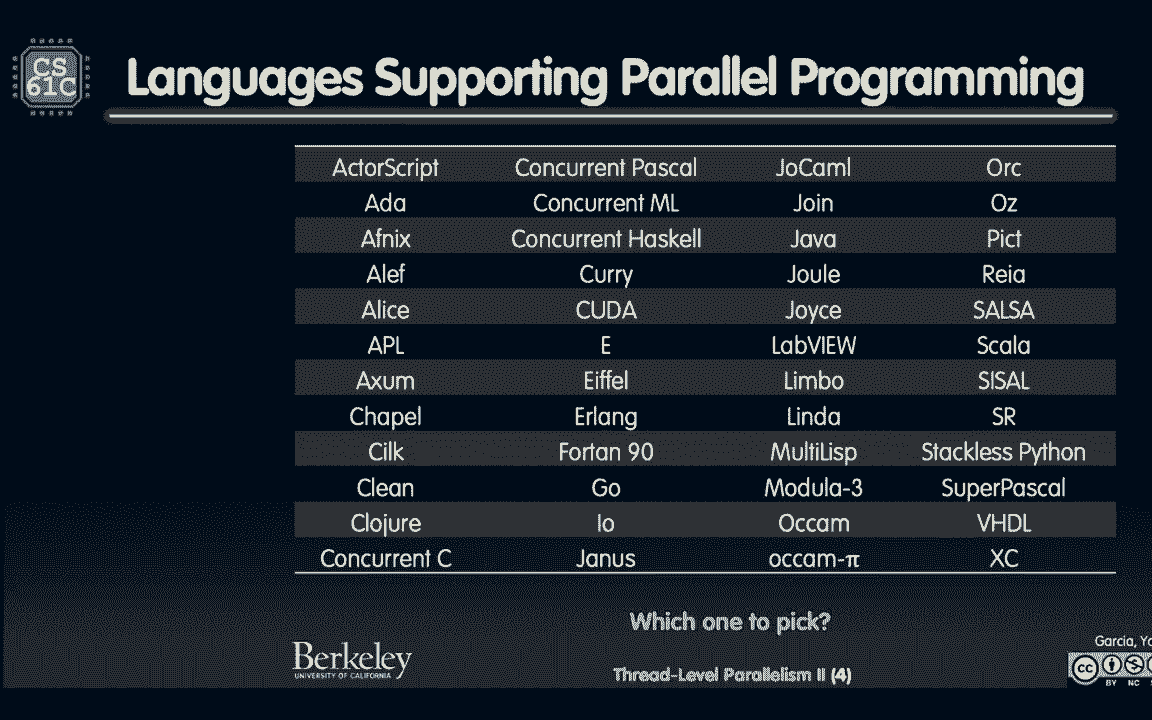 CS
61C
Languages Supporting Parallel Programming
ActorScript Concurrent Pascal JoCaml Orc
Ada Concurrent ML Join Oz
Afnix Concurrent Haskell Java Pict
Alef Curry Joule Reia
Alice CUDA Joyce SALSA
APL E LabVIEW Scala
Axum Eiffel Limbo SISAL
Chapel Erlang Linda SR
Cilk Fortan 90 MultiLisp Stackless Python
Clean Go Modula-3 SuperPascal
Clojure Io Occam VHDL
Concurrent C Janus occam-π XC
Which one to pick?
Berkeley
UNIVERSITY OF CALIFORNIA
Thread-Level Parallelism II (4)
Garcia,
cc
BY NC